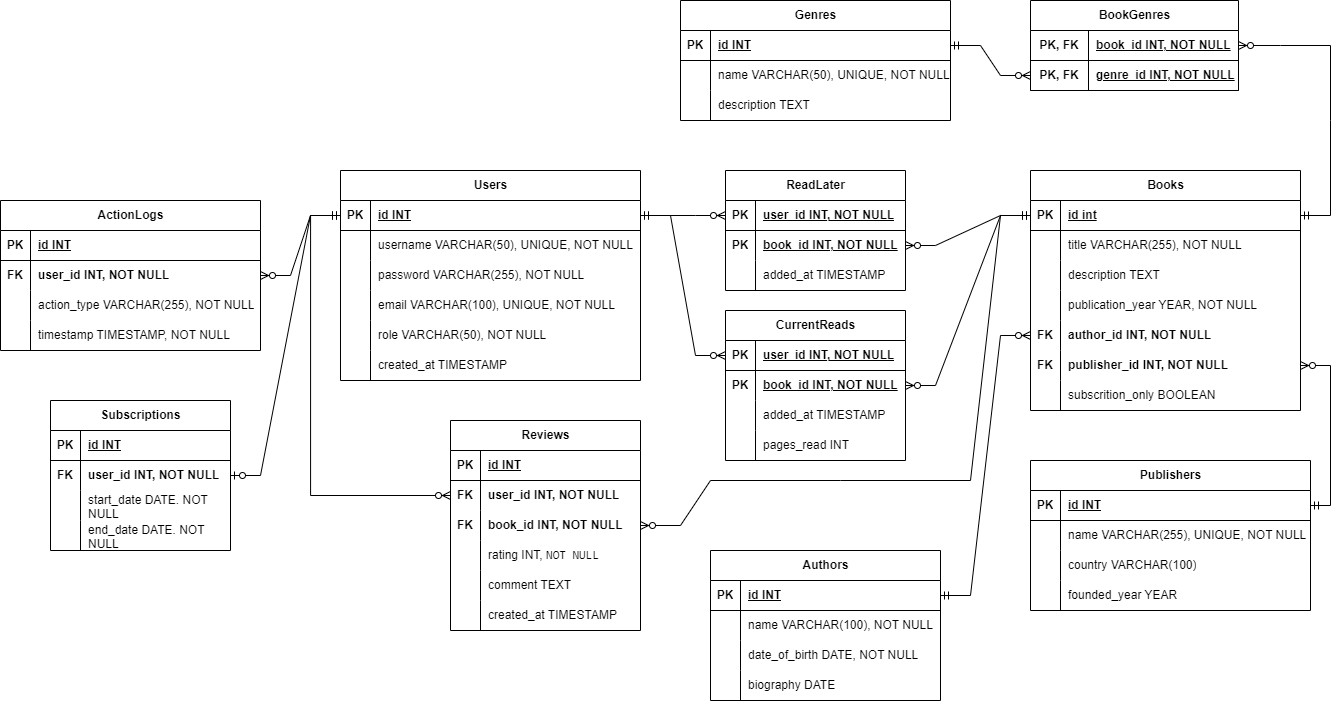 Genres
PK id INT
name VARCHAR(50), UNIQUE, NOT NULL
description TEXT
BookGenres
PK, FK book_id INT, NOT NULL
PK, FK genre_id INT, NOT NULL
ActionLogs
PK id INT
FK user_id INT, NOT NULL
action_type VARCHAR(255), NOT NULL
timestamp TIMESTAMP, NOT NULL
Users
PK id INT
username VARCHAR(50), UNIQUE, NOT NULL
password VARCHAR(255), NOT NULL
email VARCHAR(100), UNIQUE, NOT NULL
role VARCHAR(50), NOT NULL
created_at TIMESTAMP
ReadLater
PK user_id INT, NOT NULL
PK book_id INT, NOT NULL
added_at TIMESTAMP
Books
PK id int
title VARCHAR(255), NOT NULL
description TEXT
publication_year YEAR, NOT NULL
FK author_id INT, NOT NULL
FK publisher_id INT, NOT NULL
subscrition_only BOOLEAN
CurrentReads
PK user_id INT, NOT NULL
PK book_id INT, NOT NULL
added_at TIMESTAMP
pages_read INT
Subscriptions
PK id INT
FK user_id INT, NOT NULL
start_date DATE. NOT
NULL
end_date DATE. NOT
NULL
Reviews
PK id INT
FK user_id INT, NOT NULL
FK book_id INT, NOT NULL
rating INT, NOT NULL
comment TEXT
created_at TIMESTAMP
Publishers
PK id INT
name VARCHAR(255), UNIQUE, NOT NULL
country VARCHAR(100)
founded_year YEAR
Authors
PK id INT
name VARCHAR(100), NOT NULL
date_of_birth DATE, NOT NULL
biography DATE